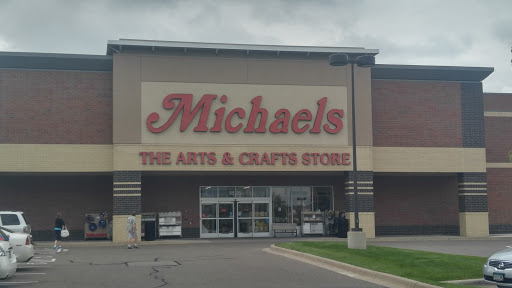 Michaels
THE ARTS & CRAFTS STORE